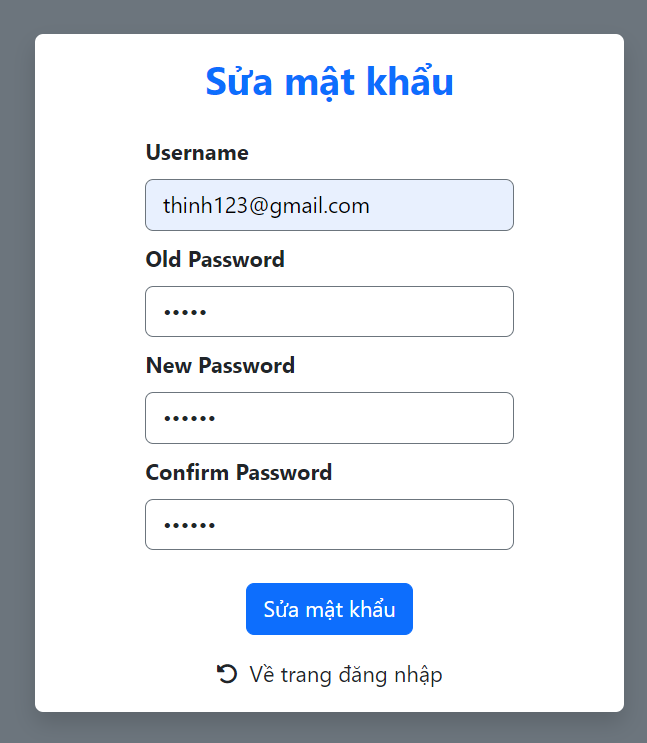 Sửa mật khẩu
Username
thinh123@gmail.com
Old Password
•••••
New Password
••••••
Confirm Password
••••••
Sửa mật khẩu
Về trang đăng nhập